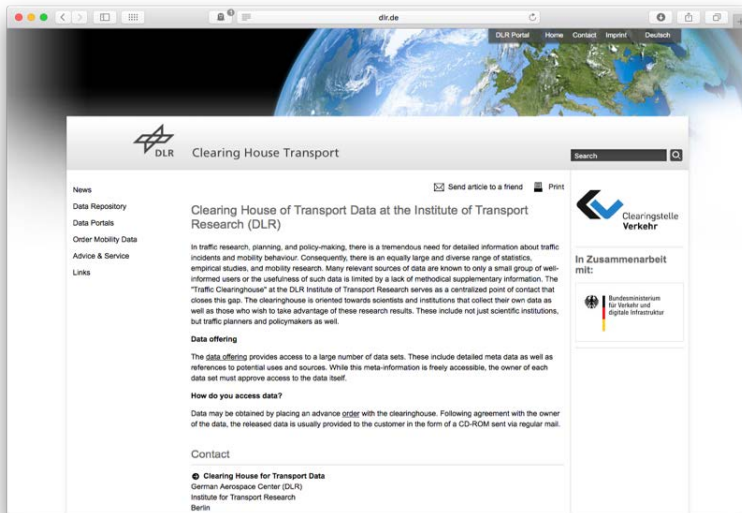 dlr.de
DLR Portal Home Contact Imprint Deutsch
DLR Clearing House Transport
Search
News
Data Repository
Data Portals
Order Mobility Data
Advice & Service
Links
Send article to a friend Print
Clearing House of Transport Data at the Institute of Transport
Research (DLR)
In traffic research, planning, and policy-making, there is a tremendous need for detailed information about traffic
incidents and mobility behaviour. Consequently, there is an equally large and diverse range of statistics,
empirical studies, and mobility research. Many relevant sources of data are known to only a small group of well-
informed users or the usefulness of such data is limited by a lack of methodical supplementary information. The
"Traffic Clearinghouse" at the DLR Institute of Transport Research serves as a centralized point of contact that
closes this gap. The clearinghouse is oriented towards scientists and institutions that collect their own data as
well as those who wish to take advantage of these research results. These include not just scientific institutions,
but traffic planners and policymakers as well.
Data offering
The data offering provides access to a large number of data sets. These include detailed meta data as well as
references to potential uses and sources. While this meta-information is freely accessible, the owner of each
data set must approve access to the data itself.
How do you access data?
Data may be obtained by placing an advance order with the clearinghouse. Following agreement with the owner
of the data, the released data is usually provided to the customer in the form of a CD-ROM sent via regular mail.
Contact
Clearing House for Transport Data
German Aerospace Center (DLR)
Institute for Transport Research
Berlin
Clearingstelle
Verkehr
In Zusammenarbeit
mit:
Bundesministerium
für Verkehr und
digitale Infrastruktur